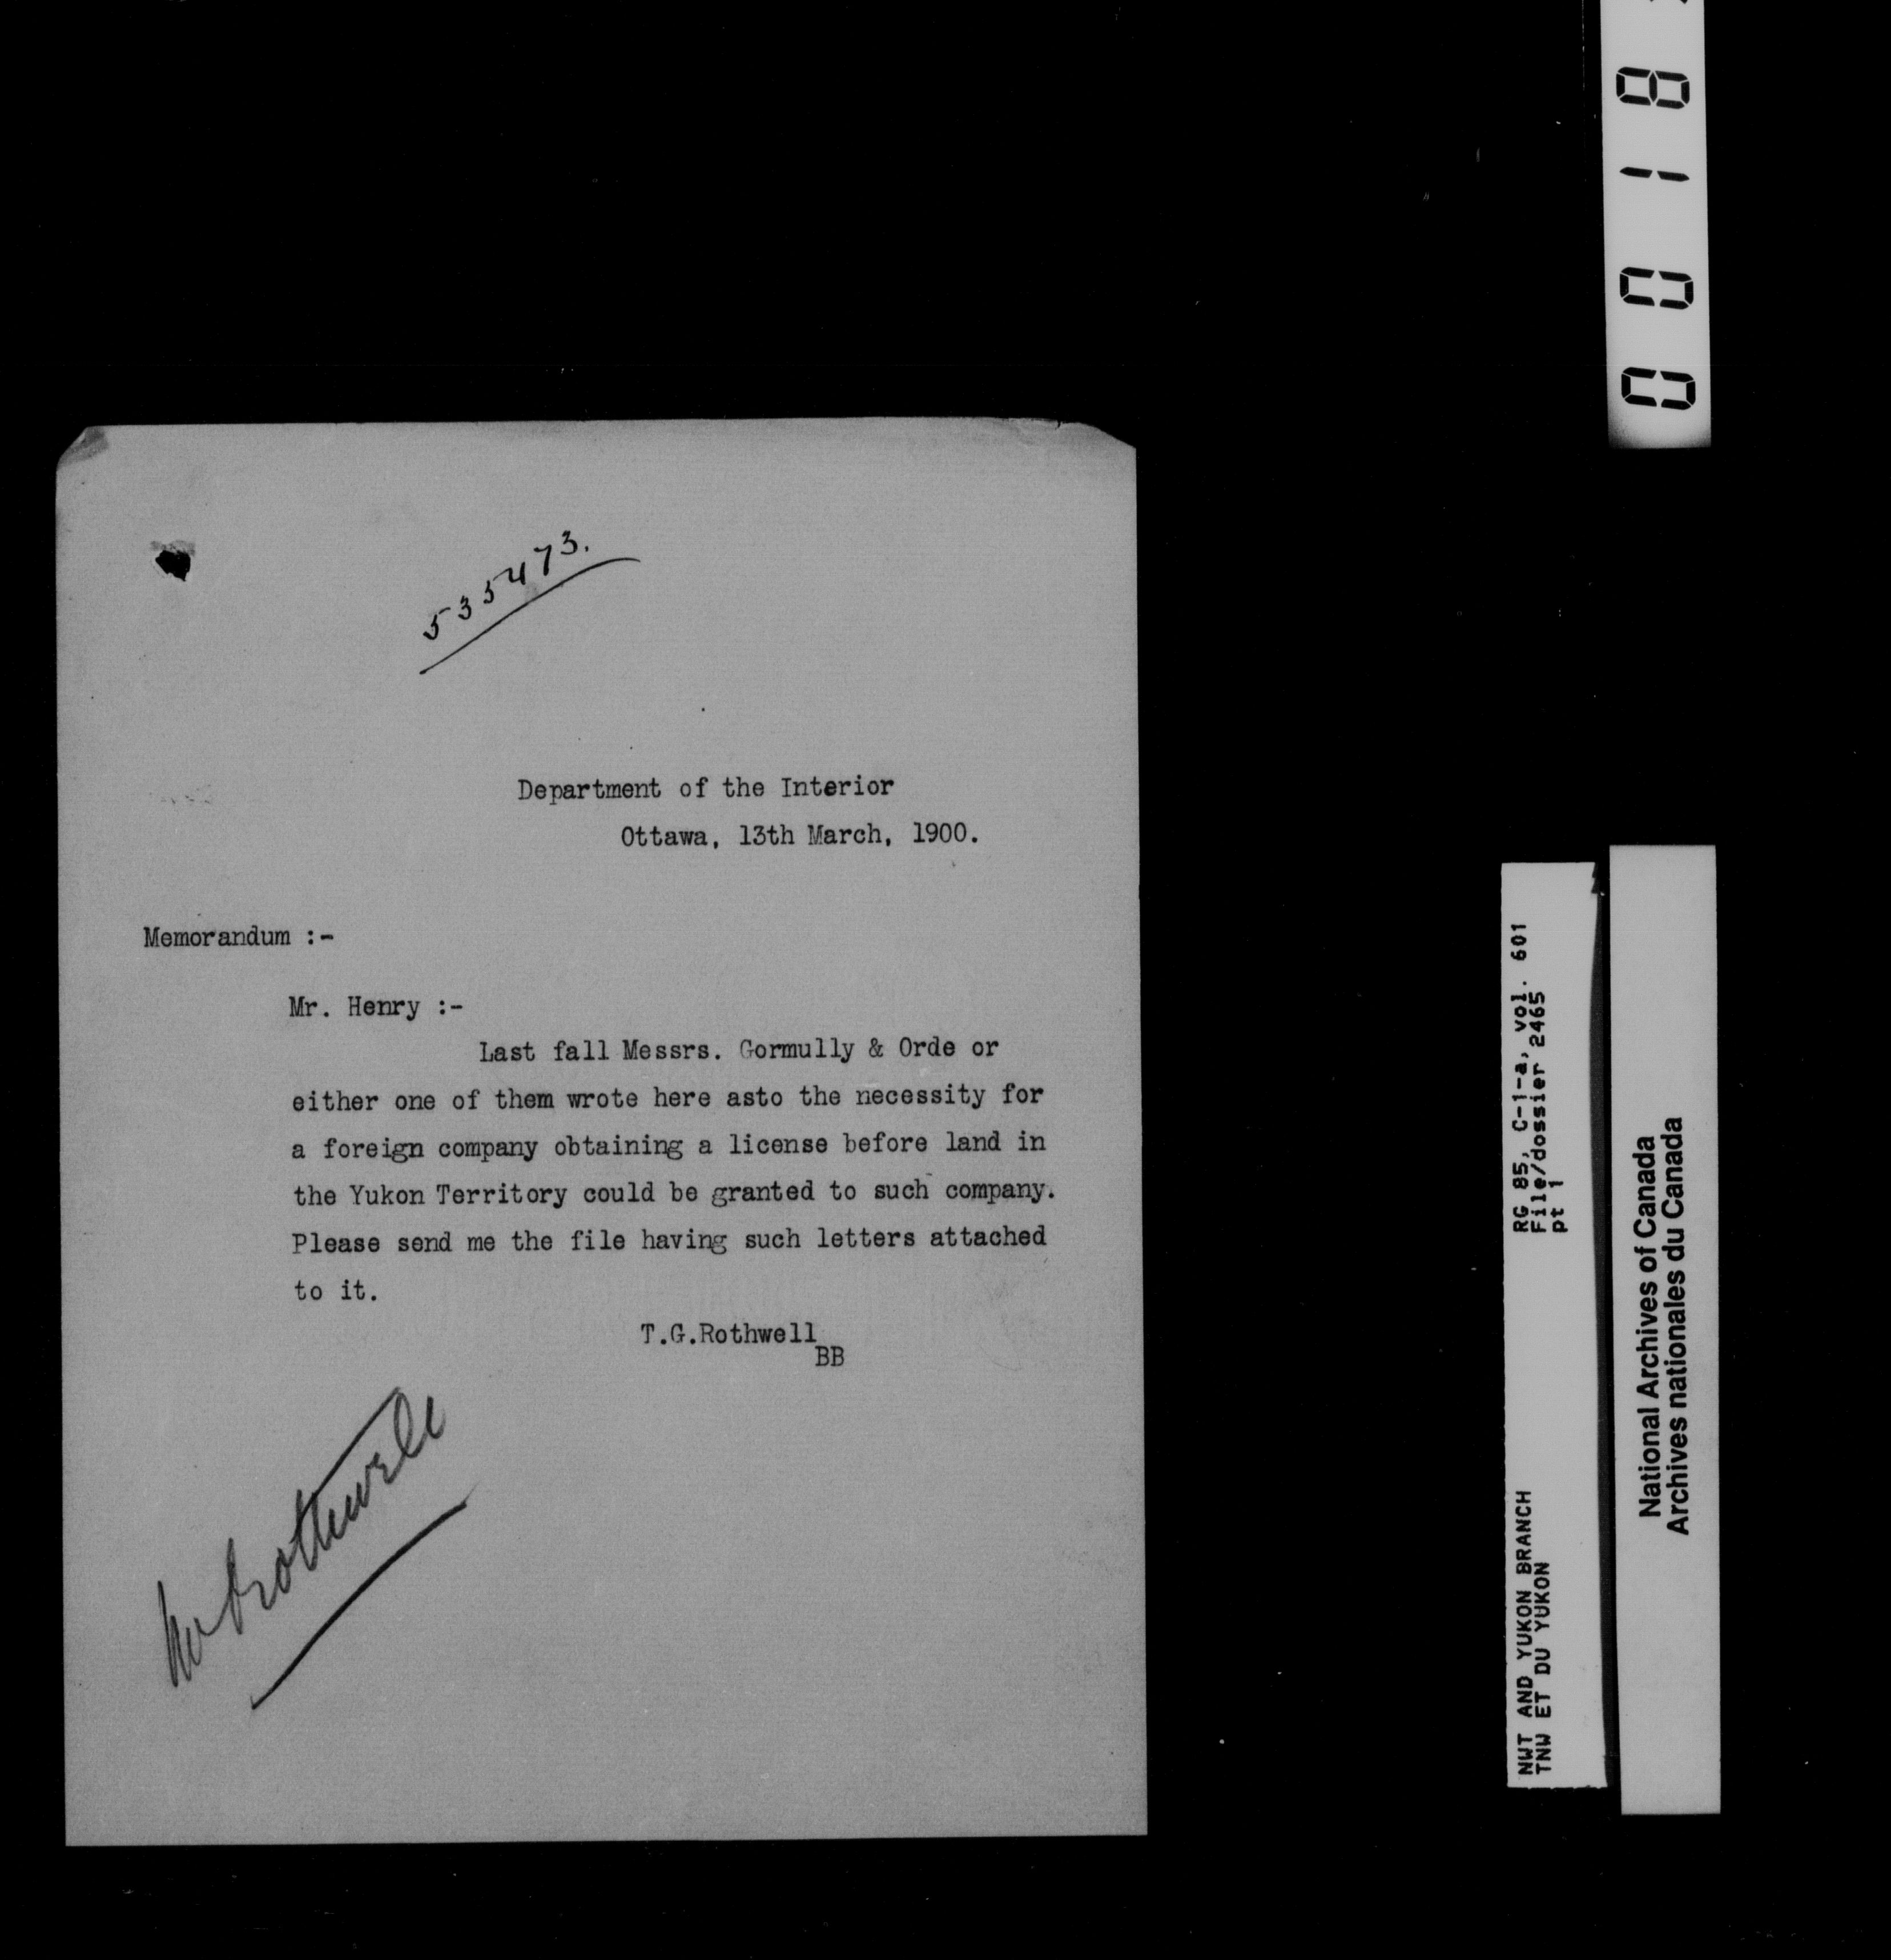 535473.
Department of the Interior
Ottawa, 13th March, 1900.
Memorandum :-
Mr. Henry :-
Last fall Messrs. Gormully & Orde or
either one of them wrote here asto the necessity for
a foreign company obtaining a license before land in
the Yukon Territory could be granted to such company.
Please send me the file having such letters attached
to it.
T.G.Rothwell
BB
Mr Rothwell
0018
RG 85, C-1-a, vol. 601
File/dossier 2465
pt 1
NWT AND YUKON BRANCH
TNW ET DU YUKON
National Archives of Canada
Archives nationales du Canada